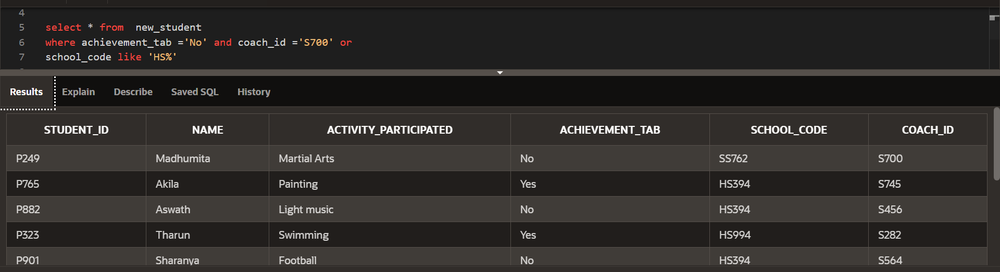 4
5 select * from  new_student
6 where achievement_tab ='No' and coach_id ='S700' or
7 school_code like 'HS%'
Results Explain Describe Saved SQL History
STUDENT_ID NAME ACTIVITY_PARTICIPATED ACHIEVEMENT_TAB SCHOOL_CODE COACH_ID
P249 Madhumita Martial Arts No SS762 S700
P765 Akila Painting Yes HS394 S745
P882 Aswath Light music No HS394 S456
P323 Tharun Swimming Yes HS994 S282
P901 Sharanya Football No HS394 S564